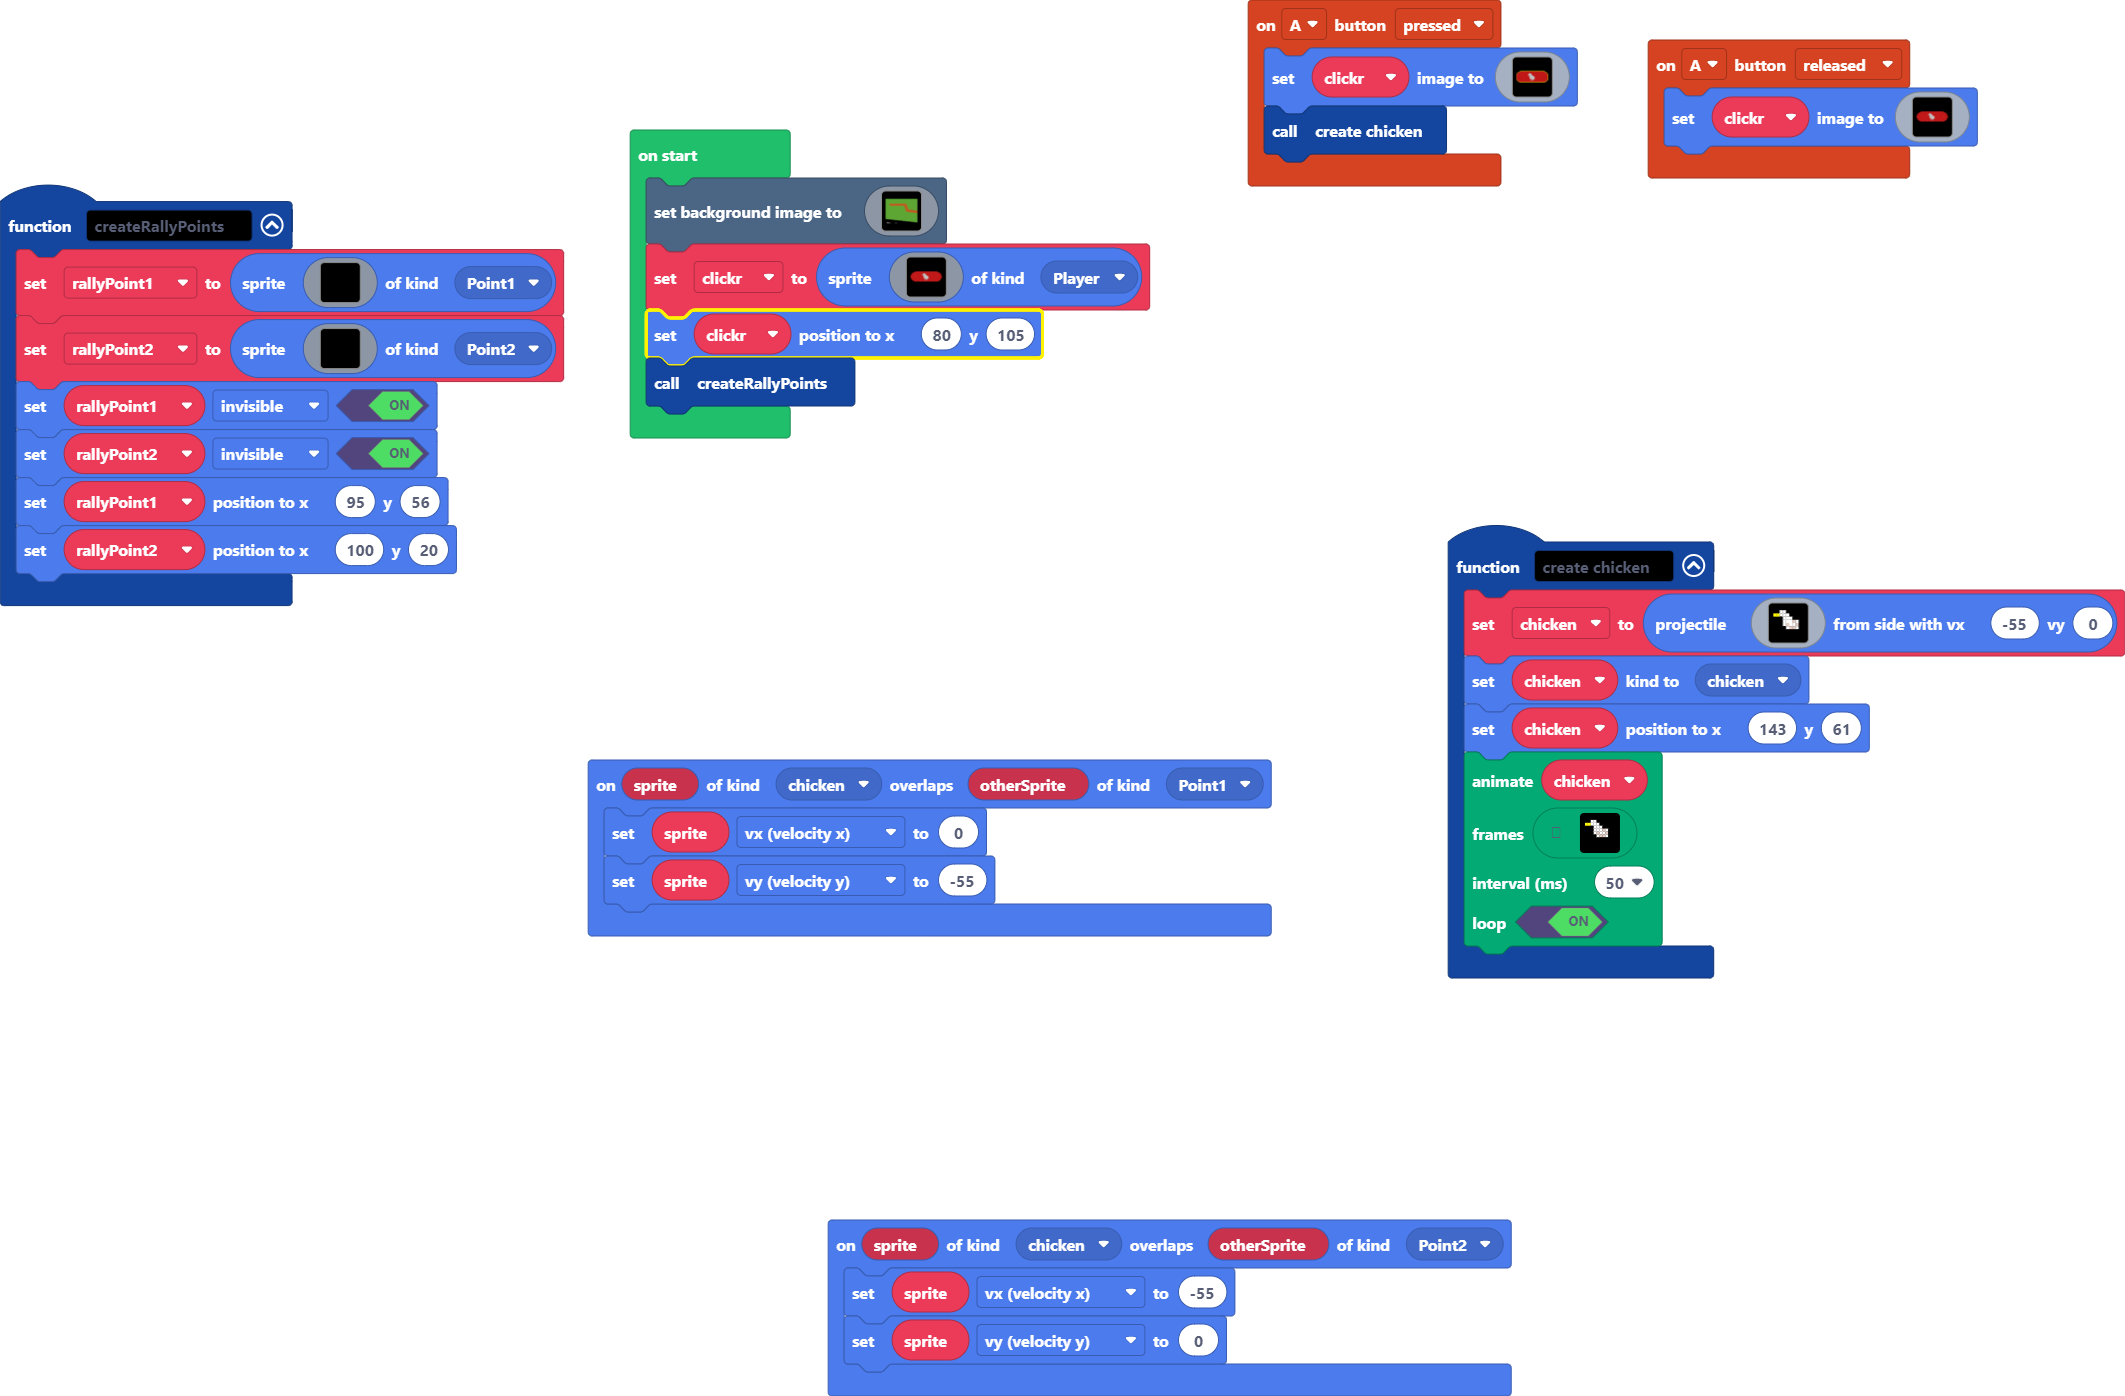 function createRallyPoints
set rallyPoint1 to sprite of kind Point1
set rallyPoint2 to sprite of kind Point2
set rallyPoint1 invisible ON
set rallyPoint2 invisible ON
set rallyPoint1 position to x 95 y 56
set rallyPoint2 position to x 100 y 20
on start
set background image to
set clickr to sprite of kind Player
set clickr position to x 80 y 105
call createRallyPoints
on A button pressed
set clickr image to
call create chicken
on A button released
set clickr image to
function create chicken
set chicken to projectile from side with vx -55 vy 0
set chicken kind to chicken
set chicken position to x 143 y 61
animate chicken
frames
interval (ms) 50
loop ON
on sprite of kind chicken overlaps otherSprite of kind Point1
set sprite vx (velocity x) to 0
set sprite vy (velocity y) to -55
on sprite of kind chicken overlaps otherSprite of kind Point2
set sprite vx (velocity x) to -55
set sprite vy (velocity y) to 0